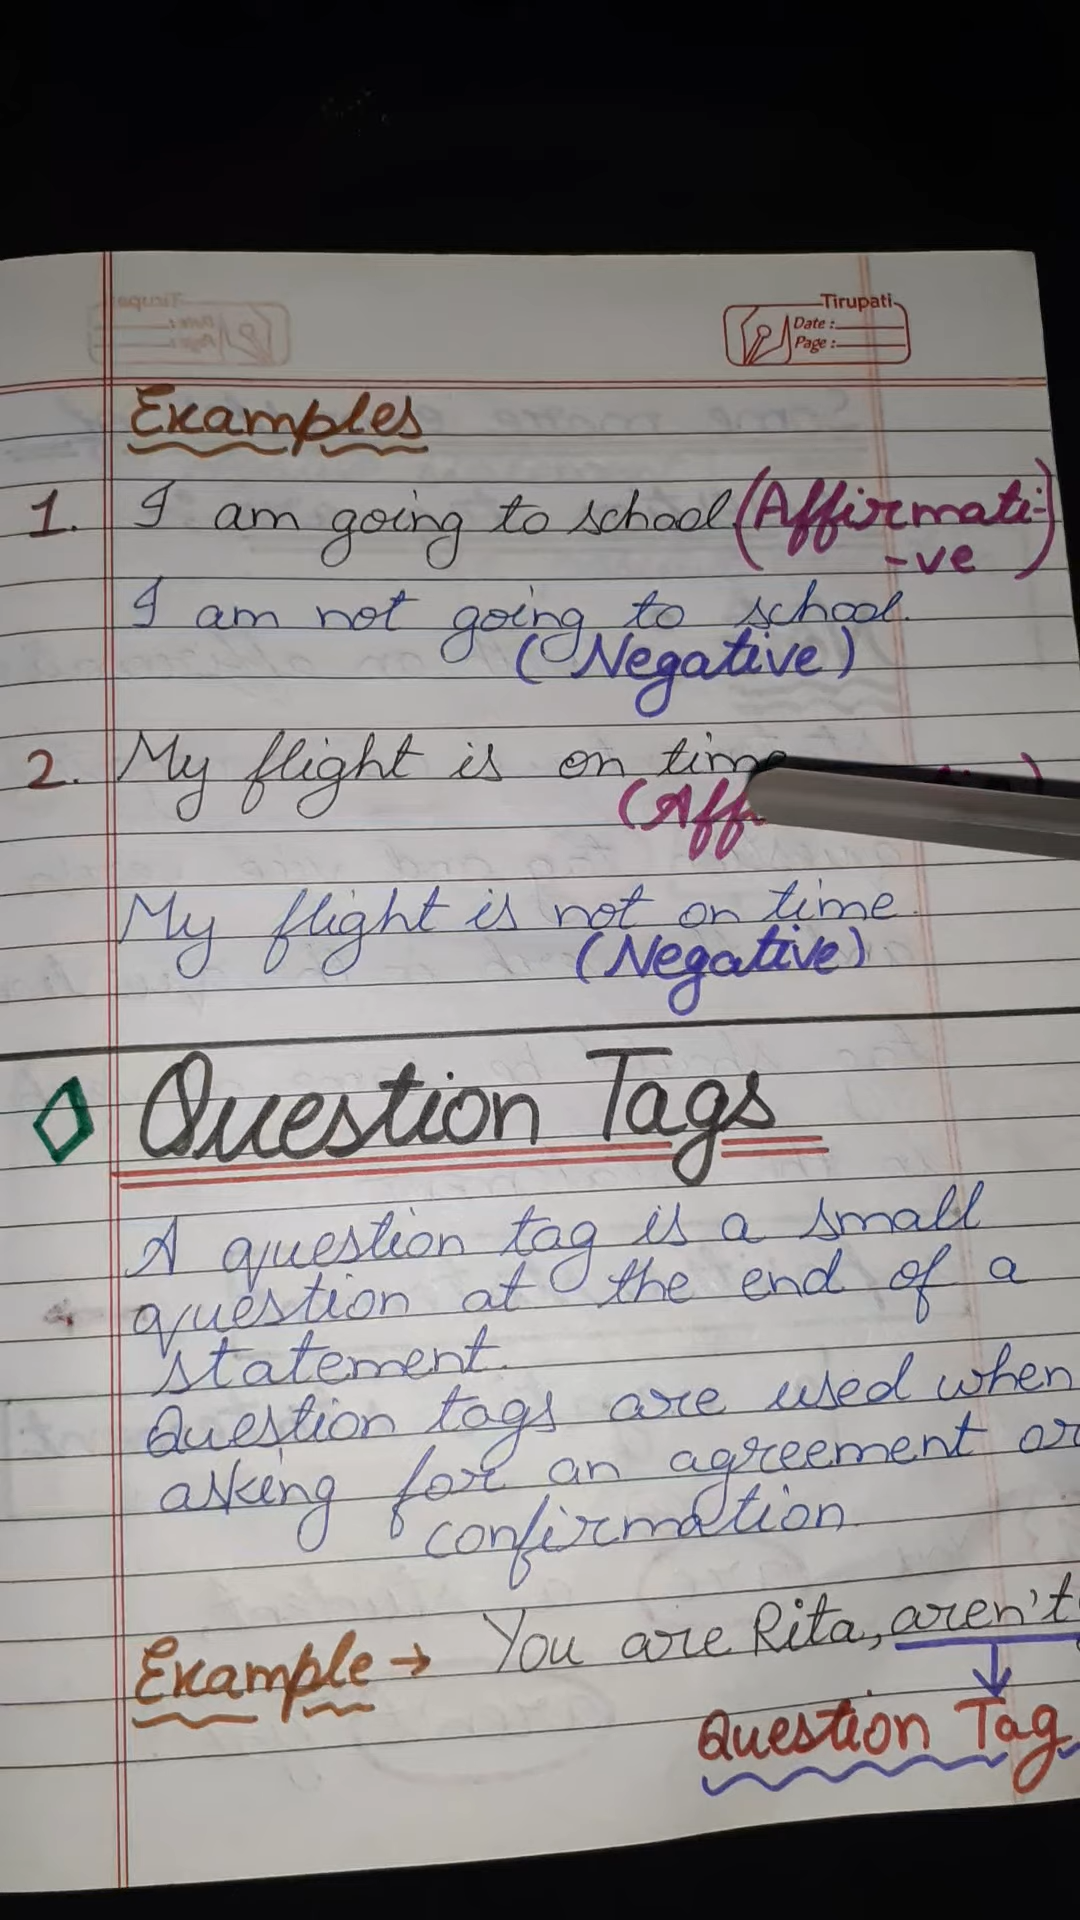 Tirupati
Date :
Page :
Examples
1. I am going to school (Affirmati-
-ve)
I am not going to school.
(Negative)
2. My flight is on time
My flight is not on time.
(Negative)
Question Tags
A question tag is a small
question at the end of a
statement.
Question tags are used when
asking for an agreement or
confirmation
Example → You are Rita, aren't
Question Tag